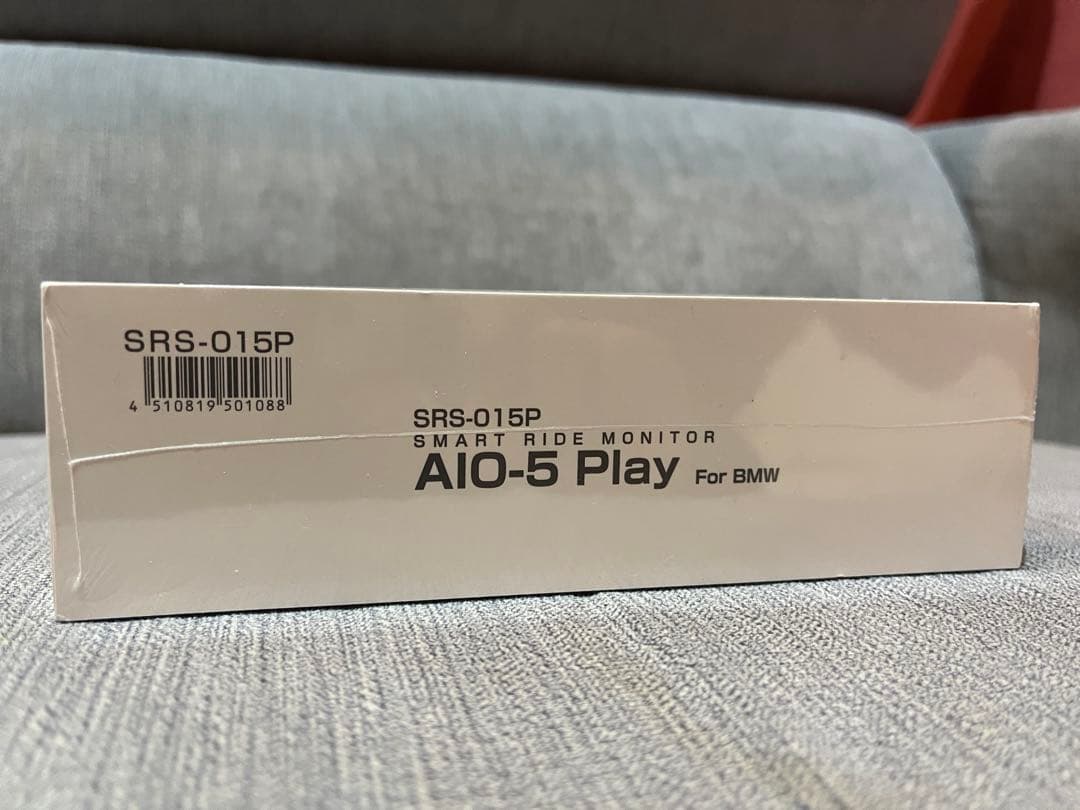 SRS-015P
4 510819 501088
SRS-015P
SMART RIDE MONITOR
AIO-5 Play For BMW